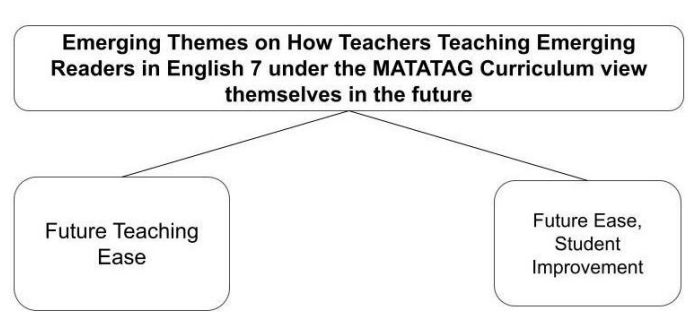 Emerging Themes on How Teachers Teaching Emerging
Readers in English 7 under the MATATAG Curriculum view
themselves in the future
Future Teaching
Ease
Future Ease,
Student
Improvement